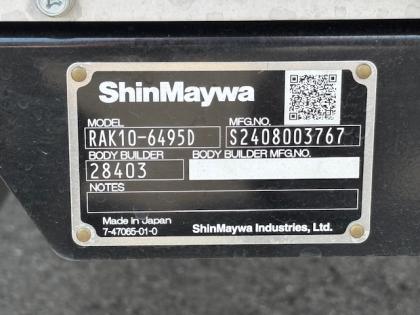 ShinMaywa
MODEL MFG.NO.
RAK10-6495D S2408003767
BODY BUILDER BODY BUILDER MFG.NO.
28403
NOTES
Made in Japan
7-47065-01-0 ShinMaywa Industries, Ltd.